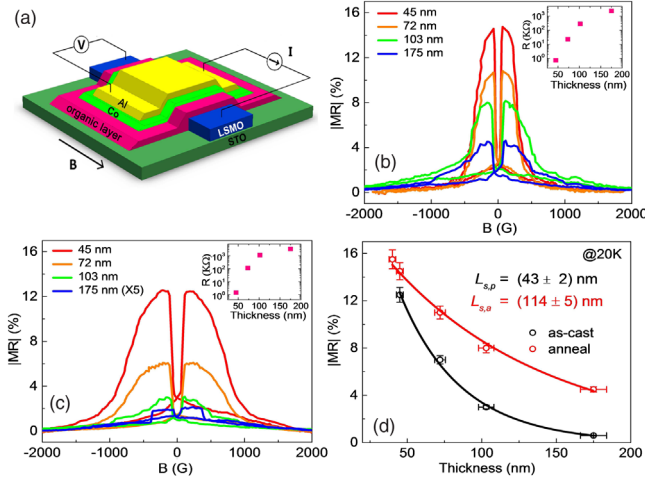 (a)
V
I
Al
Co
organic layer
LSMO
STO
B
16
12
8
4
0
|MR| (%)
45 nm
72 nm
103 nm
175 nm
R (KΩ)
10³
10²
10¹
10⁰
50 100 150 200
Thickness (nm)
(b)
-2000 -1000 0 1000 2000
B (G)
16
12
8
4
0
|MR| (%)
45 nm
72 nm
103 nm
175 nm (X5)
R (KΩ)
10³
10²
10¹
10⁰
50 100 150 200
Thickness (nm)
(c)
-2000 -1000 0 1000 2000
B (G)
16
12
8
4
0
|MR| (%)
@20K
Ls,p = (43 ± 2) nm
Ls,a = (114 ± 5) nm
as-cast
anneal
(d)
50 100 150 200
Thickness (nm)